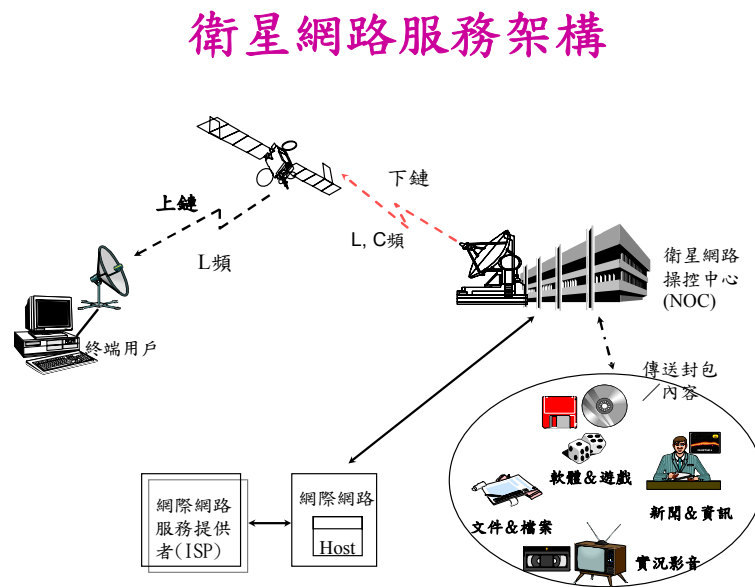 衛星網路服務架構
下鏈
上鏈
L頻
L, C頻
衛星網路
操控中心
(NOC)
終端用戶
傳送封包
／內容
軟體＆遊戲
新聞＆資訊
文件＆檔案
實況影音
網際網路
服務提供
者(ISP)
網際網路
Host